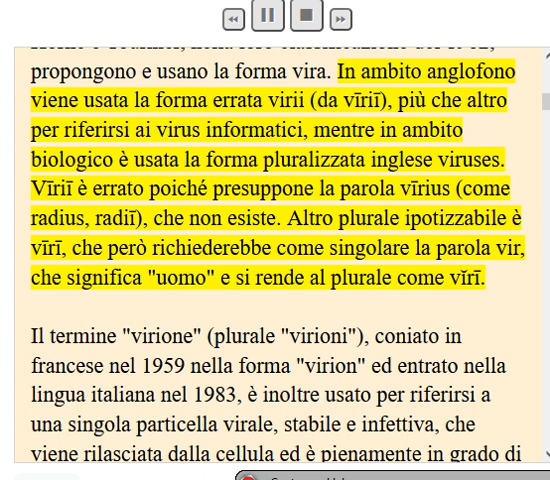 propongono e usano la forma vira. In ambito anglofono
viene usata la forma errata virii (da vīriī), più che altro
per riferirsi ai virus informatici, mentre in ambito
biologico è usata la forma pluralizzata inglese viruses.
Vīriī è errato poiché presuppone la parola vīrius (come
radius, radiī), che non esiste. Altro plurale ipotizzabile è
vīrī, che però richiederebbe come singolare la parola vir,
che significa "uomo" e si rende al plurale come vĭrī.
Il termine "virione" (plurale "virioni"), coniato in
francese nel 1959 nella forma "virion" ed entrato nella
lingua italiana nel 1983, è inoltre usato per riferirsi a
una singola particella virale, stabile e infettiva, che
viene rilasciata dalla cellula ed è pienamente in grado di